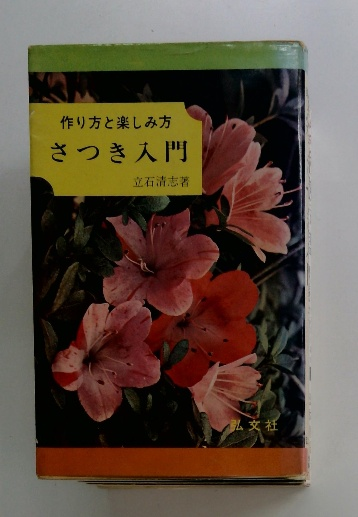 作り方と楽しみ方
さつき入門
立石清志著
弘文社